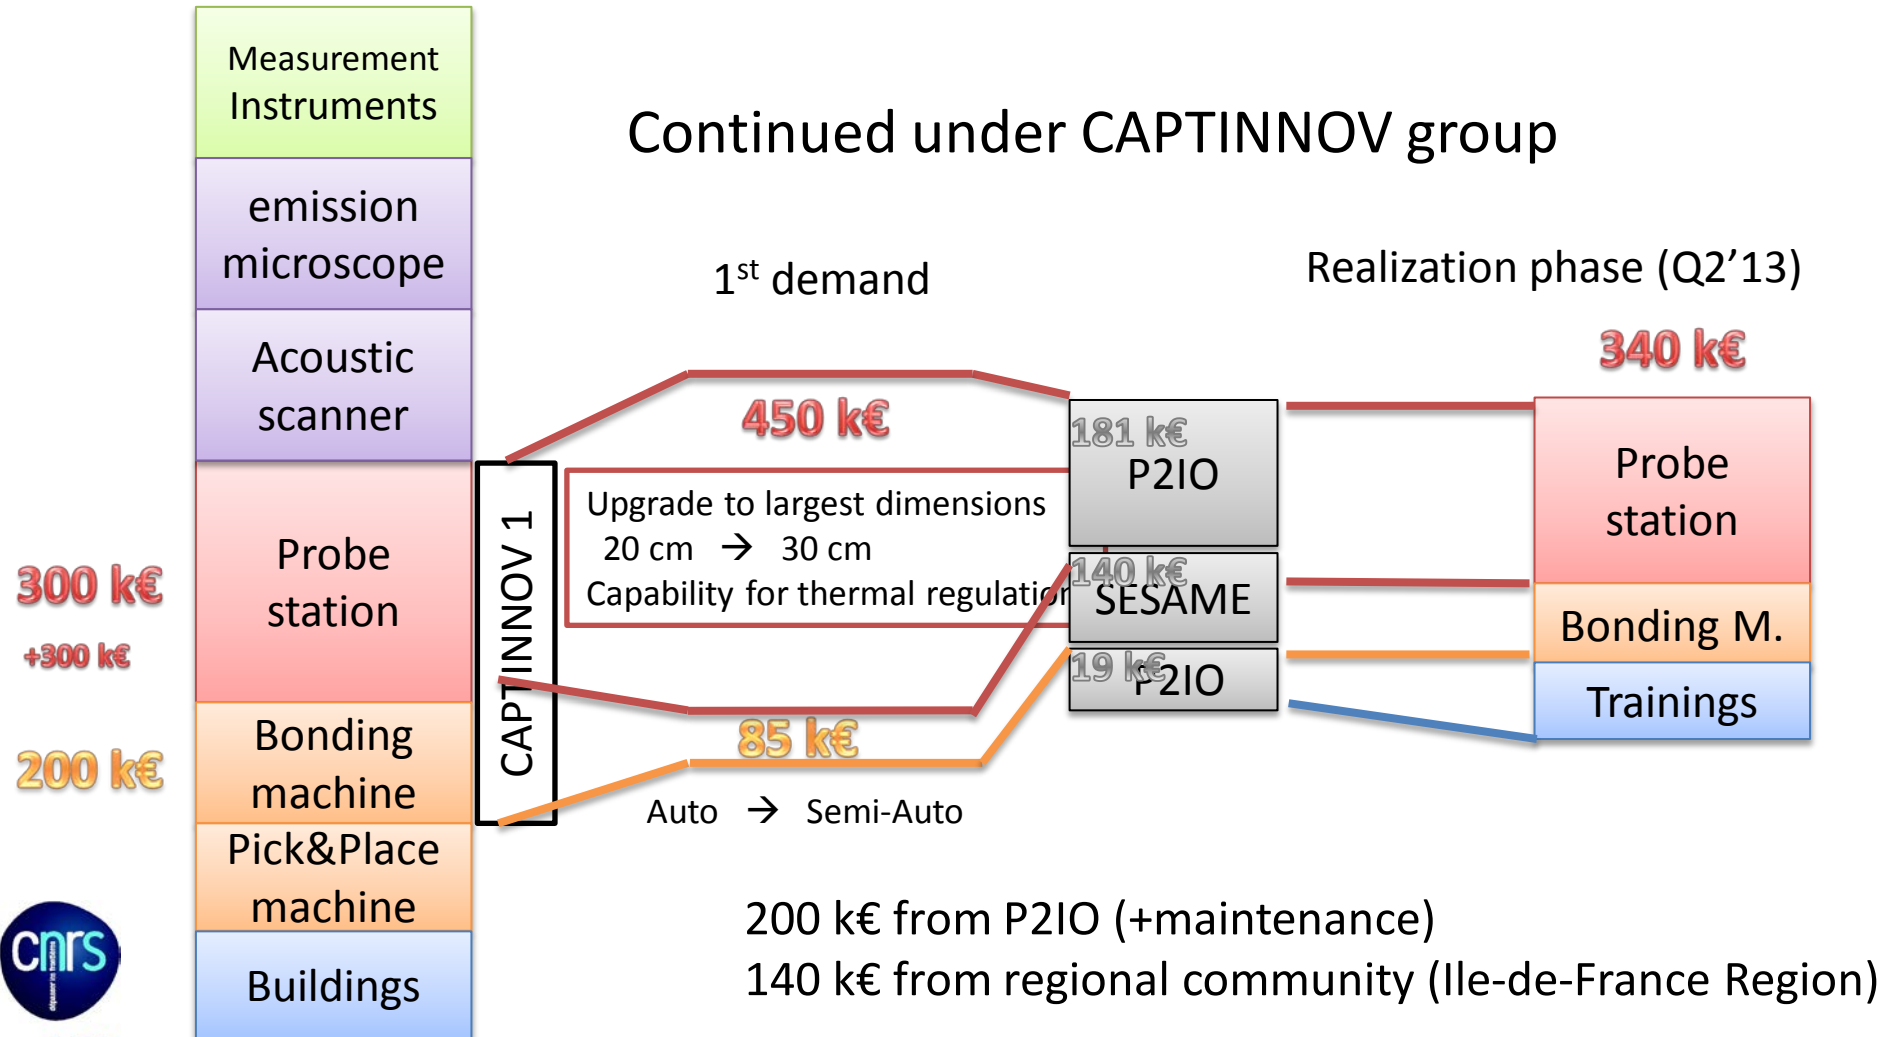 Continued under CAPTINNOV group
Measurement
Instruments
emission
microscope
Acoustic
scanner
Probe
station
Bonding
machine
Pick&Place
machine
Buildings
300 k€
+300 k€
200 k€
CAPTINNOV 1
1st demand
450 k€
Upgrade to largest dimensions
20 cm → 30 cm
Capability for thermal regulation
85 k€
Auto → Semi-Auto
181 k€
P2IO
140 k€
SESAME
19 k€
P2IO
Realization phase (Q2’13)
340 k€
Probe
station
Bonding M.
Trainings
200 k€ from P2IO (+maintenance)
140 k€ from regional community (Ile-de-France Region)
cnrs